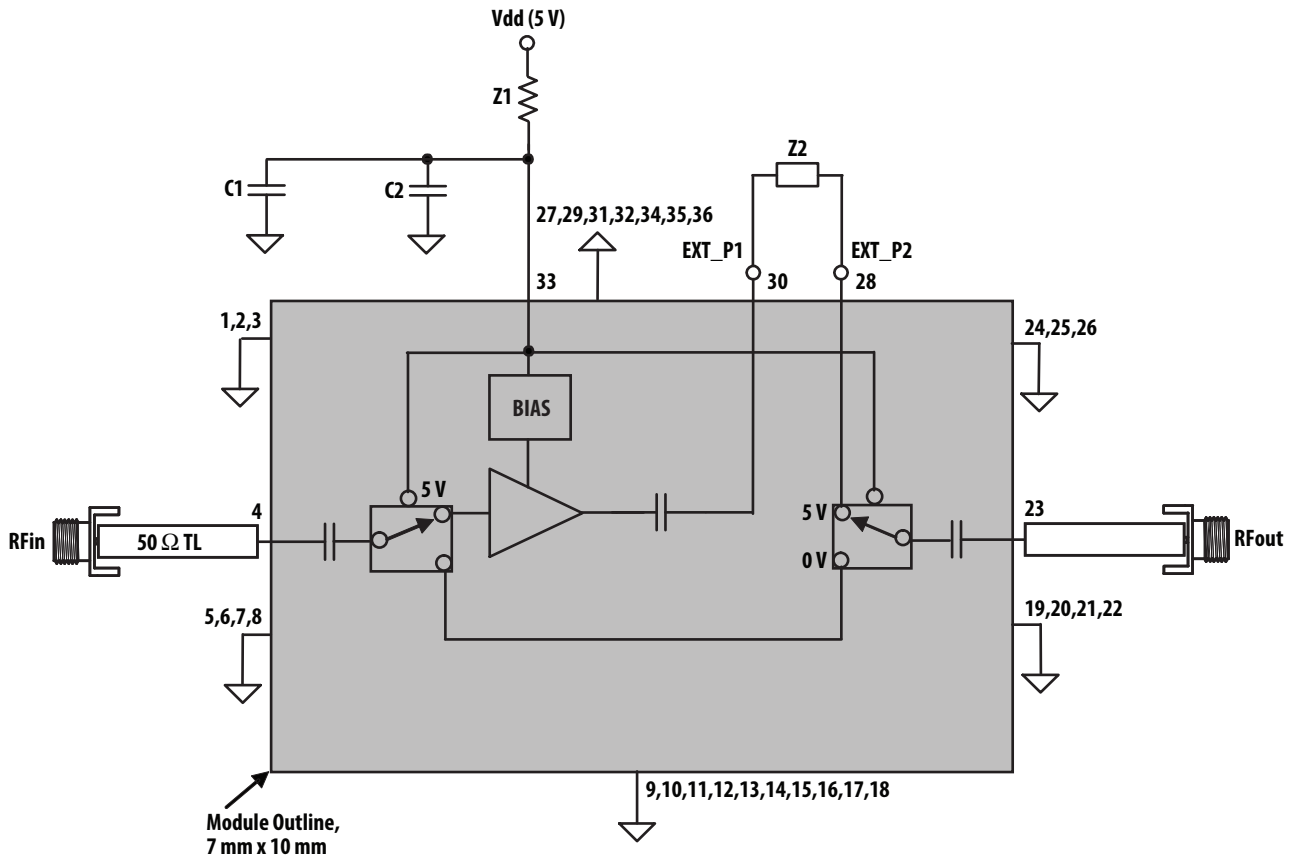 Vdd (5 V)
Z1
Z2
C1
C2
27,29,31,32,34,35,36
EXT_P1
EXT_P2
33
30
28
1,2,3
24,25,26
BIAS
5 V
4
5 V
23
RFin
50 Ω TL
RFout
0 V
5,6,7,8
19,20,21,22
9,10,11,12,13,14,15,16,17,18
Module Outline,
7 mm x 10 mm